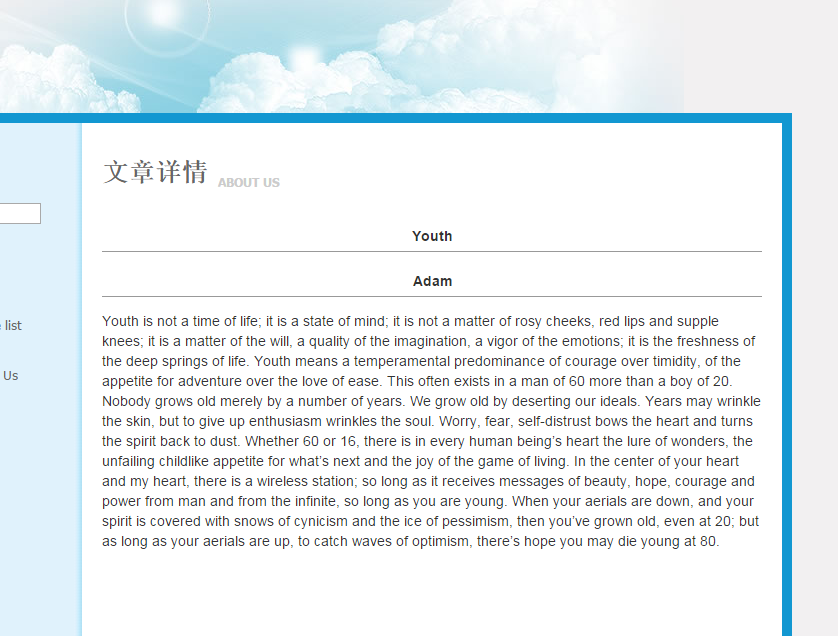 文章详情 ABOUT US
Youth
Adam
list
Us
Youth is not a time of life; it is a state of mind; it is not a matter of rosy cheeks, red lips and supple
knees; it is a matter of the will, a quality of the imagination, a vigor of the emotions; it is the freshness of
the deep springs of life. Youth means a temperamental predominance of courage over timidity, of the
appetite for adventure over the love of ease. This often exists in a man of 60 more than a boy of 20.
Nobody grows old merely by a number of years. We grow old by deserting our ideals. Years may wrinkle
the skin, but to give up enthusiasm wrinkles the soul. Worry, fear, self-distrust bows the heart and turns
the spirit back to dust. Whether 60 or 16, there is in every human being’s heart the lure of wonders, the
unfailing childlike appetite for what’s next and the joy of the game of living. In the center of your heart
and my heart, there is a wireless station; so long as it receives messages of beauty, hope, courage and
power from man and from the infinite, so long as you are young. When your aerials are down, and your
spirit is covered with snows of cynicism and the ice of pessimism, then you’ve grown old, even at 20; but
as long as your aerials are up, to catch waves of optimism, there’s hope you may die young at 80.